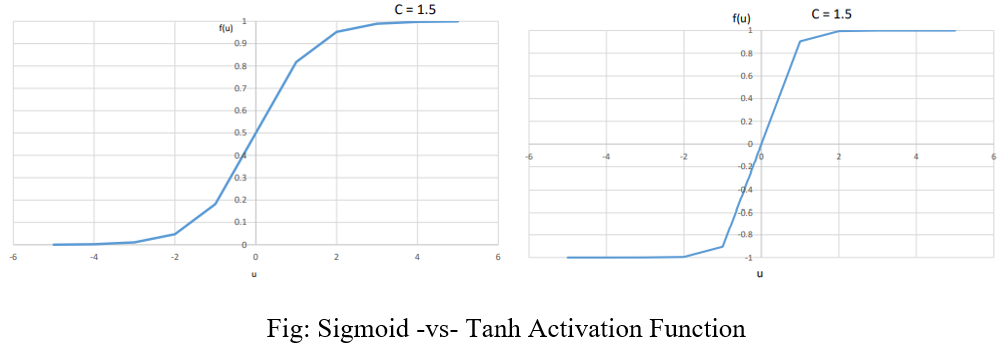 C = 1.5
f(u)
1
0.9
0.8
0.7
0.6
0.5
0.4
0.3
0.2
0.1
0
-6 -4 -2 0 2 4 6
u
f(u) C = 1.5
1
0.8
0.6
0.4
0.2
0
-6 -4 -2 0 2 4 6
-0.2
-0.4
-0.6
-0.8
-1
u
Fig: Sigmoid -vs- Tanh Activation Function